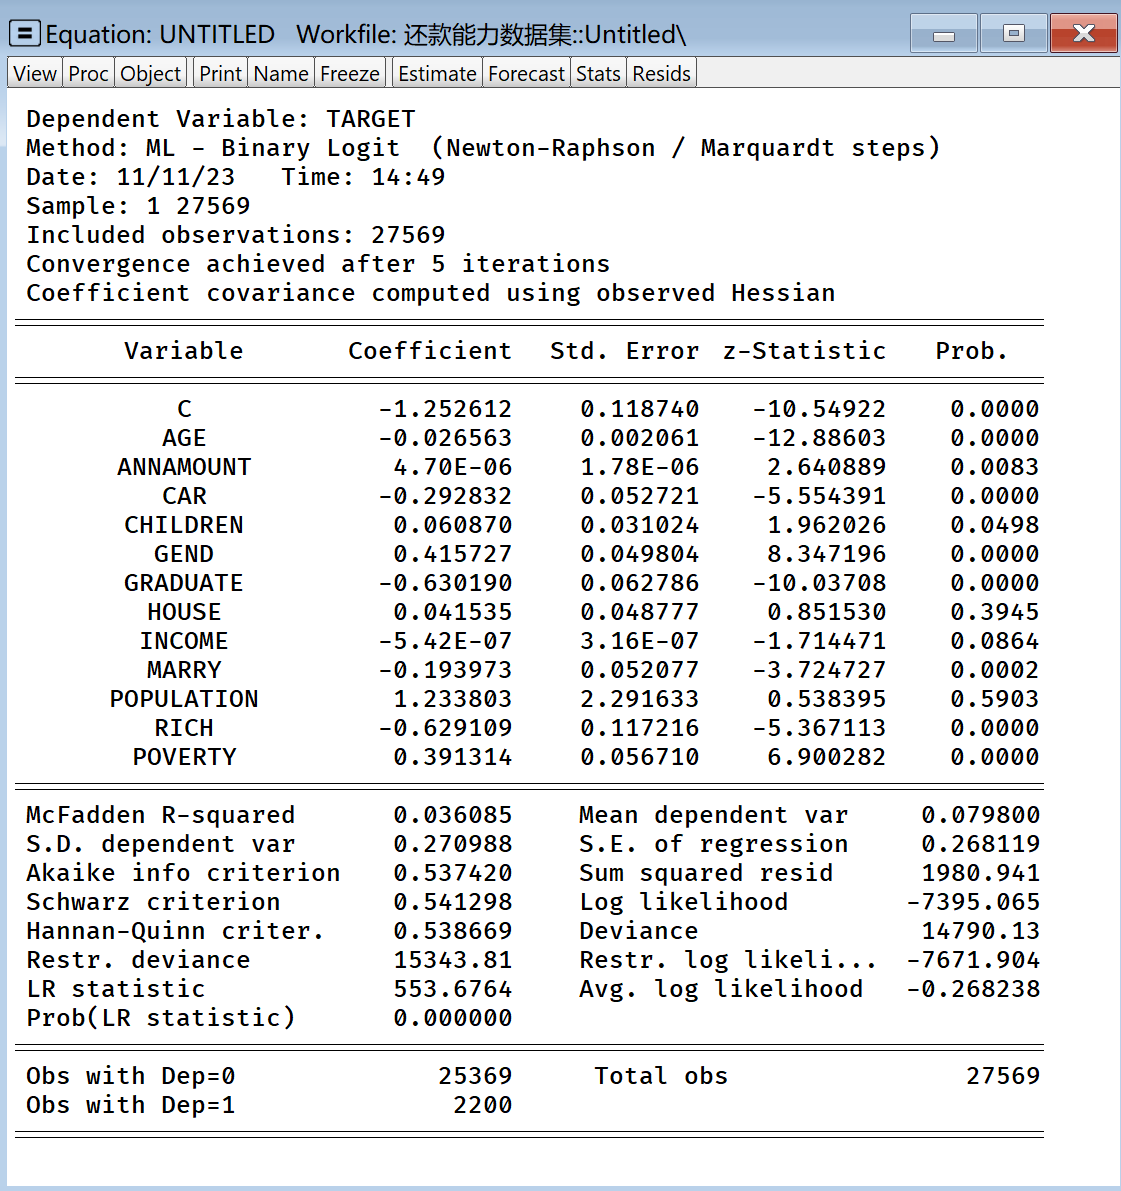 Equation: UNTITLED   Workfile: 还款能力数据集::Untitled\
View Proc Object Print Name Freeze Estimate Forecast Stats Resids
Dependent Variable: TARGET
Method: ML - Binary Logit  (Newton-Raphson / Marquardt steps)
Date: 11/11/23   Time: 14:49
Sample: 1 27569
Included observations: 27569
Convergence achieved after 5 iterations
Coefficient covariance computed using observed Hessian
Variable Coefficient Std. Error z-Statistic Prob.
C -1.252612 0.118740 -10.54922 0.0000
AGE -0.026563 0.002061 -12.88603 0.0000
ANNAMOUNT 4.70E-06 1.78E-06 2.640889 0.0083
CAR -0.292832 0.052721 -5.554391 0.0000
CHILDREN 0.060870 0.031024 1.962026 0.0498
GEND 0.415727 0.049804 8.347196 0.0000
GRADUATE -0.630190 0.062786 -10.03708 0.0000
HOUSE 0.041535 0.048777 0.851530 0.3945
INCOME -5.42E-07 3.16E-07 -1.714471 0.0864
MARRY -0.193973 0.052077 -3.724727 0.0002
POPULATION 1.233803 2.291633 0.538395 0.5903
RICH -0.629109 0.117216 -5.367113 0.0000
POVERTY 0.391314 0.056710 6.900282 0.0000
McFadden R-squared 0.036085 Mean dependent var 0.079800
S.D. dependent var 0.270988 S.E. of regression 0.268119
Akaike info criterion 0.537420 Sum squared resid 1980.941
Schwarz criterion 0.541298 Log likelihood -7395.065
Hannan-Quinn criter. 0.538669 Deviance 14790.13
Restr. deviance 15343.81 Restr. log likeli... -7671.904
LR statistic 553.6764 Avg. log likelihood -0.268238
Prob(LR statistic) 0.000000
Obs with Dep=0 25369 Total obs 27569
Obs with Dep=1 2200